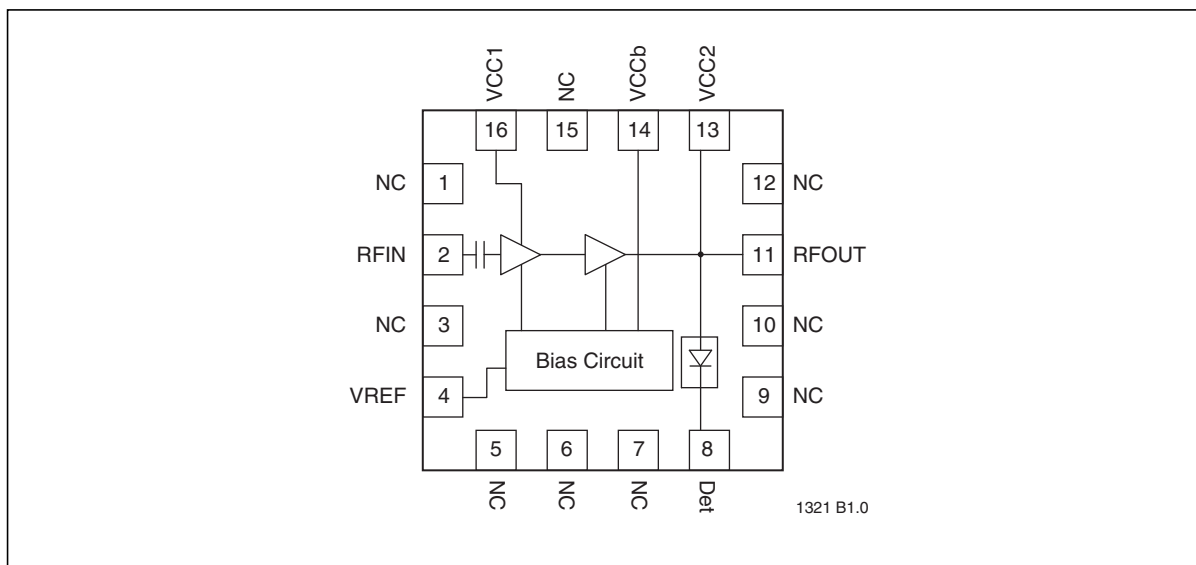 VCC1
NC
VCCb
VCC2
16
15
14
13
NC
1
12
NC
RFIN
2
11
RFOUT
NC
3
10
NC
Bias Circuit
VREF
4
9
NC
5
6
7
8
NC
NC
NC
Det
1321 B1.0